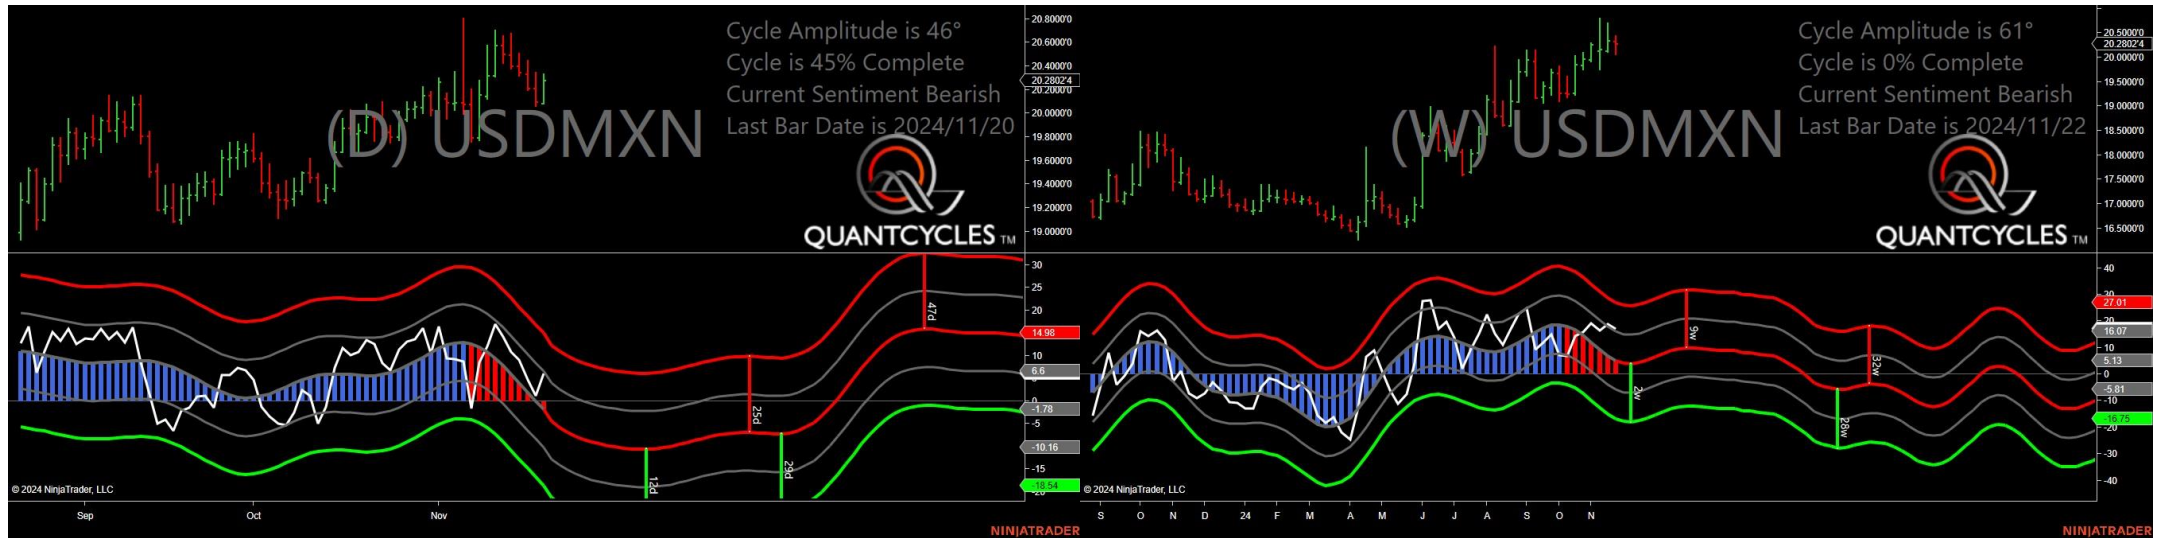 Cycle Amplitude is 46°
Cycle is 45% Complete
Current Sentiment Bearish
Last Bar Date is 2024/11/20
(D) USDMXN
QUANTCYCLES TM
20.8000'0
20.6000'0
20.4000'0
20.2802'4
20.2000'0
20.0000'0
19.8000'0
19.6000'0
19.4000'0
19.2000'0
19.0000'0
30
25
20
14.98
10
6.6
0
-1.78
-5
-10.16
-15
-18.54
47d
25d
29d
12d
© 2024 NinjaTrader, LLC
Sep Oct Nov
NINJATRADER
Cycle Amplitude is 61°
Cycle is 0% Complete
Current Sentiment Bearish
Last Bar Date is 2024/11/22
(W) USDMXN
QUANTCYCLES TM
20.5000'0
20.2802'4
20.0000'0
19.5000'0
19.0000'0
18.5000'0
18.0000'0
17.5000'0
17.0000'0
16.5000'0
40
30
27.01
16.07
5.13
0
-5.81
-10
-16.75
-20
-30
-40
9w
32w
2w
28w
© 2024 NinjaTrader, LLC
S O N D 24 F M A M J J A S O N
NINJATRADER